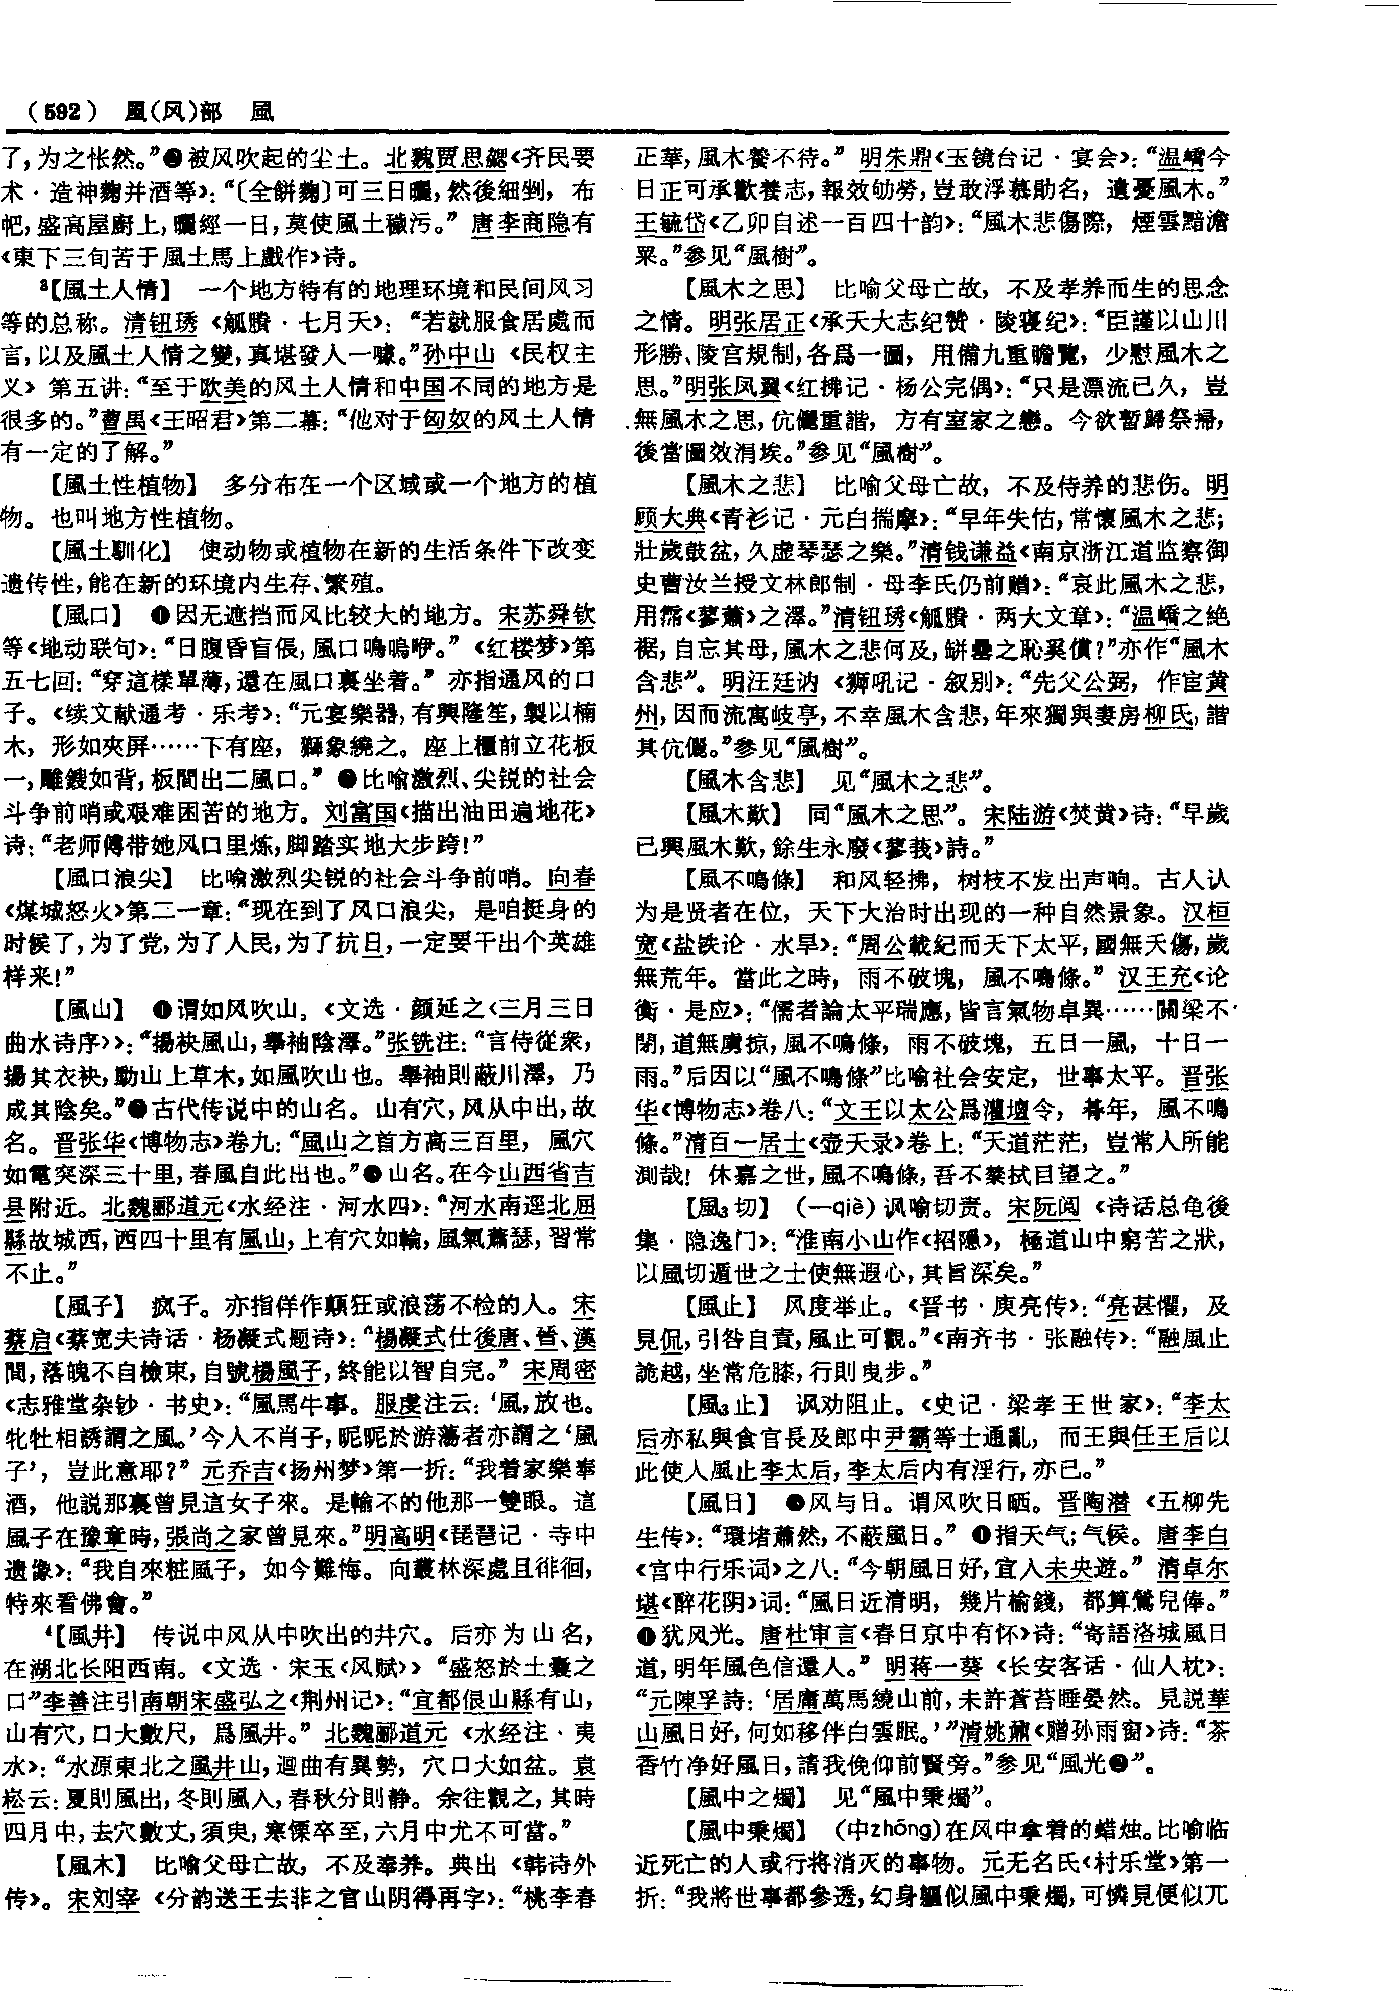 （592） 風（风）部 風
了，为之怅然。”❷被风吹起的尘土。北魏贾思勰《齐民要
术·造神麴并酒等》：“〔全餅麴〕可三日曬，然後細剉，布
帊，盛高屋廚上，曬經一日，莫使風土穢污。”唐李商隐有
《東下三旬苦于風土馬上戲作》诗。
³【風土人情】 一个地方特有的地理环境和民间风习
等的总称。清钮琇《觚賸·七月天》：“若就服食居處而
言，以及風土人情之變，真堪發人一噱。”孙中山《民权主
义》第五讲：“至于欧美的风土人情和中国不同的地方是
很多的。”曹禺《王昭君》第二幕：“他对于匈奴的风土人情
有一定的了解。”
【風土性植物】 多分布在一个区域或一个地方的植
物。也叫地方性植物。
【風土馴化】 使动物或植物在新的生活条件下改变
遗传性，能在新的环境内生存、繁殖。
【風口】 ❶因无遮挡而风比较大的地方。宋苏舜钦
等《地动联句》：“日腹昏盲倀，風口鳴嗚咿。”《红楼梦》第
五七回：“穿這樣單薄，還在風口裏坐着。”亦指通风的口
子。《续文献通考·乐考》：“元宴樂器，有興隆笙，製以楠
木，形如夾屏……下有座，獅象繞之。座上櫃前立花板
一，雕鏤如背，板間出二風口。”❷比喻激烈、尖锐的社会
斗争前哨或艰难困苦的地方。刘富国《描出油田遍地花》
诗：“老师傅带她风口里炼，脚踏实地大步跨！”
【風口浪尖】 比喻激烈尖锐的社会斗争前哨。向春
《煤城怒火》第二一章：“现在到了风口浪尖，是咱挺身的
时候了，为了党，为了人民，为了抗日，一定要干出个英雄
样来！”
【風山】 ❶谓如风吹山。《文选·颜延之〈三月三日
曲水诗序〉》：“揚袂風山，舉袖陰澤。”张铣注：“言侍從衆，
揚其衣袂，動山上草木，如風吹山也。舉袖則蔽川澤，乃
成其陰矣。”❷古代传说中的山名。山有穴，风从中出，故
名。晋张华《博物志》卷九：“風山之首方高三百里，風穴
如電突深三十里，春風自此出也。”❸山名。在今山西省吉
县附近。北魏郦道元《水经注·河水四》：“河水南逕北屈
縣故城西，西四十里有風山，上有穴如輪，風氣蕭瑟，習常
不止。”
【風子】 疯子。亦指佯作颠狂或浪荡不检的人。宋
蔡启《蔡宽夫诗话·杨凝式题诗》：“楊凝式仕後唐、晉、漢
間，落魄不自檢束，自號楊風子，終能以智自完。”宋周密
《志雅堂杂钞·书史》：“風馬牛事。服虔注云：‘風，放也。
牝牡相誘謂之風。’今人不肖子，昵昵於游蕩者亦謂之‘風
子’，豈此意耶？”元乔吉《扬州梦》第一折：“我着家樂奉
酒，他説那裏曾見這女子來。是輸不的他那一雙眼。這
風子在豫章時，張尚之家曾見來。”明高明《琵琶记·寺中
遗像》：“我自來粧風子，如今難悔。向叢林深處且徘徊，
特來看佛會。”
⁴【風井】 传说中风从中吹出的井穴。后亦为山名，
在湖北长阳西南。《文选·宋玉〈风赋〉》“盛怒於土囊之
口”李善注引南朝宋盛弘之《荆州记》：“宜都佷山縣有山，
山有穴，口大數尺，爲風井。”北魏郦道元《水经注·夷
水》：“水源東北之風井山，迴曲有異勢，穴口大如盆。袁
崧云：夏則風出，冬則風入，春秋分則静。余往觀之，其時
四月中，去穴數丈，須臾，寒慄卒至，六月中尤不可當。”
【風木】 比喻父母亡故，不及奉养。典出《韩诗外
传》。宋刘宰《分韵送王去非之官山阴得再字》：“桃李春
正華，風木養不待。”明朱鼎《玉镜台记·宴会》：“温嶠今
日正可承歡養志，報效劬勞，豈敢浮慕勛名，遺憂風木。”
王毓岱《乙卯自述一百四十韵》：“風木悲傷際，煙雲黯澹
罘。”参见“風樹”。
【風木之思】 比喻父母亡故，不及孝养而生的思念
之情。明张居正《承天大志纪赞·陵寝纪》：“臣謹以山川
形勝、陵宫規制，各爲一圖，用備九重瞻覽，少慰風木之
思。”明张凤翼《红拂记·杨公完偶》：“只是漂流已久，豈
無風木之思，伉儷重諧，方有室家之戀。今欲暫歸祭掃，
後當圖效涓埃。”参见“風樹”。
【風木之悲】 比喻父母亡故，不及侍养的悲伤。明
顾大典《青衫记·元白揣摩》：“早年失怙，常懷風木之悲；
壯歲鼓盆，久虚琴瑟之樂。”清钱谦益《南京浙江道监察御
史曹汝兰授文林郎制·母李氏仍前赠》：“哀此風木之悲，
用霈《蓼蕭》之澤。”清钮琇《觚賸·两大文章》：“温嶠之絶
裾，自忘其母，風木之悲何及，缾罍之恥奚償？”亦作“風木
含悲”。明汪廷讷《狮吼记·叙别》：“先父公弼，作宦黄
州，因而流寓岐亭，不幸風木含悲，年來獨與妻房柳氏，諧
其伉儷。”参见“風樹”。
【風木含悲】 见“風木之悲”。
【風木歎】 同“風木之思”。宋陆游《焚黄》诗：“早歲
已興風木歎，餘生永廢《蓼莪》詩。”
【風不鳴條】 和风轻拂，树枝不发出声响。古人认
为是贤者在位，天下大治时出现的一种自然景象。汉桓
宽《盐铁论·水旱》：“周公載紀而天下太平，國無夭傷，歲
無荒年。當此之時，雨不破塊，風不鳴條。”汉王充《论
衡·是应》：“儒者論太平瑞應，皆言氣物卓異……關梁不
閉，道無虜掠，風不鳴條，雨不破塊，五日一風，十日一
雨。”后因以“風不鳴條”比喻社会安定，世事太平。晋张
华《博物志》卷八：“文王以太公爲灌壇令，朞年，風不鳴
條。”清百一居士《壶天录》卷上：“天道茫茫，豈常人所能
測哉！休嘉之世，風不鳴條，吾不禁拭目望之。”
【風₃切】 （—qiè）讽喻切责。宋阮阅《诗话总龟後
集·隐逸门》：“淮南小山作《招隱》，極道山中窮苦之狀，
以風切遁世之士使無遐心，其旨深矣。”
【風止】 风度举止。《晋书·庾亮传》：“亮甚懼，及
見侃，引咎自責，風止可觀。”《南齐书·张融传》：“融風止
詭越，坐常危膝，行則曳步。”
【風₃止】 讽劝阻止。《史记·梁孝王世家》：“李太
后亦私與食官長及郎中尹霸等士通亂，而王與任王后以
此使人風止李太后，李太后内有淫行，亦已。”
【風日】 ❶风与日。谓风吹日晒。晋陶潜《五柳先
生传》：“環堵蕭然，不蔽風日。”❷指天气；气候。唐李白
《宫中行乐词》之八：“今朝風日好，宜入未央遊。”清卓尔
堪《醉花阴》词：“風日近清明，幾片榆錢，都算鶯兒俸。”
❸犹风光。唐杜审言《春日京中有怀》诗：“寄語洛城風日
道，明年風色信還人。”明蒋一葵《长安客话·仙人枕》：
“元陳孚詩：‘居庸萬馬繞山前，未許蒼苔睡晏然。見説華
山風日好，何如移伴白雲眠。’”清姚鼐《赠孙雨窗》诗：“茶
香竹净好風日，請我俛仰前賢旁。”参见“風光❷”。
【風中之燭】 见“風中秉燭”。
【風中秉燭】 （中zhōng）在风中拿着的蜡烛。比喻临
近死亡的人或行将消灭的事物。元无名氏《村乐堂》第一
折：“我將世事都參透，幻身軀似風中秉燭，可憐見便似兀